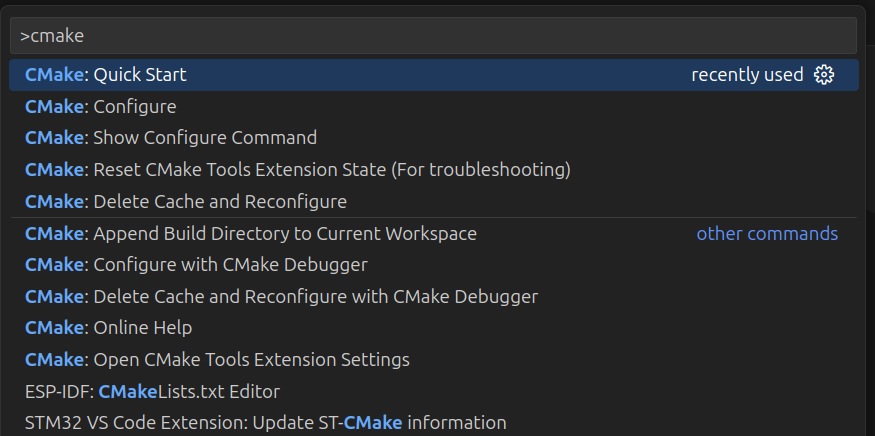 >cmake
CMake: Quick Start recently used
CMake: Configure
CMake: Show Configure Command
CMake: Reset CMake Tools Extension State (For troubleshooting)
CMake: Delete Cache and Reconfigure
CMake: Append Build Directory to Current Workspace other commands
CMake: Configure with CMake Debugger
CMake: Delete Cache and Reconfigure with CMake Debugger
CMake: Online Help
CMake: Open CMake Tools Extension Settings
ESP-IDF: CMakeLists.txt Editor
STM32 VS Code Extension: Update ST-CMake information